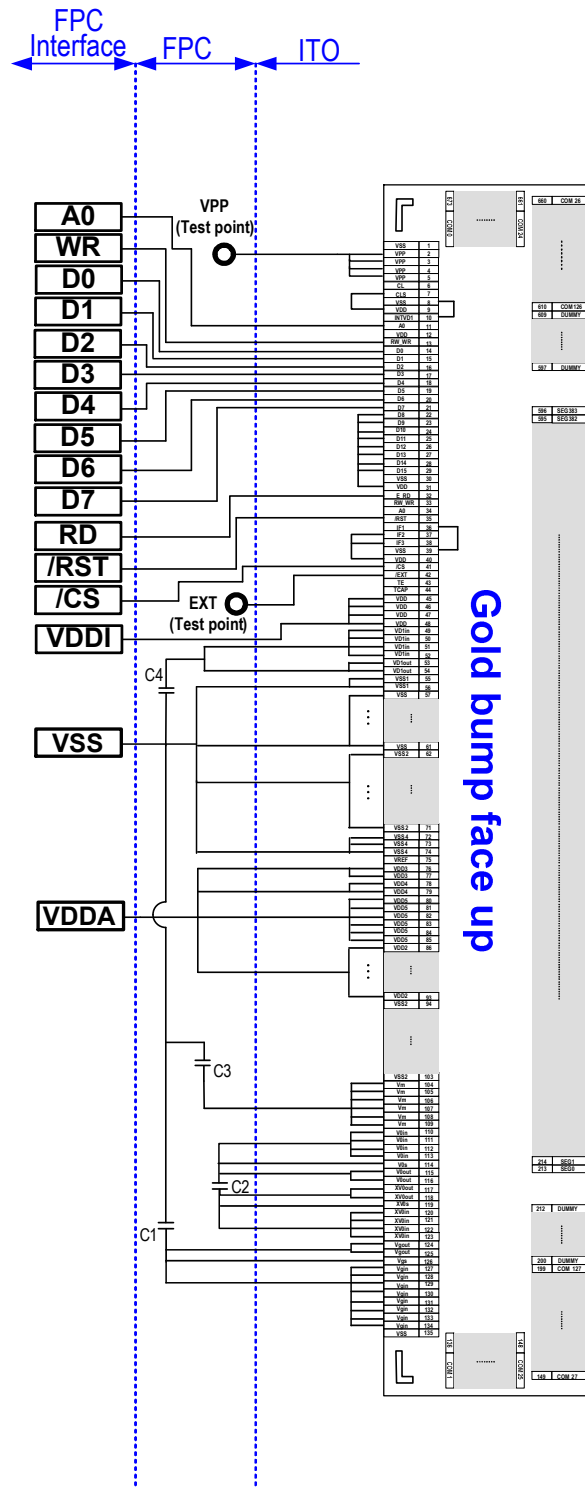 FPC
Interface
FPC
ITO
VPP
(Test point)
A0
WR
D0
D1
D2
D3
D4
D5
D6
D7
RD
/RST
/CS
VDDI
VSS
VDDA
EXT
(Test point)
C4
C3
C2
C1
VSS 1
VPP 2
VPP 3
VPP 4
VPP 5
CL 6
CLS 7
VSS 8
VDD 9
INTVD1 10
A0 11
VDD 12
RW_WR 13
D0 14
D1 15
D2 16
D3 17
D4 18
D5 19
D6 20
D7 21
D8 22
D9 23
D10 24
D11 25
D12 26
D13 27
D14 28
D15 29
VSS 30
VDD 31
E_RD 32
RW_WR 33
A0 34
/RST 35
IF1 36
IF2 37
IF3 38
VSS 39
VDD 40
/CS 41
/EXT 42
TE 43
TCAP 44
VDD 45
VDD 46
VDD 47
VDD 48
VD1in 49
VD1in 50
VD1in 51
VD1in 52
VD1out 53
VD1out 54
VSS1 55
VSS1 56
VSS 57
VSS 61
VSS2 62
VSS2 71
VSS4 72
VSS4 73
VSS4 74
VREF 75
VDD3 76
VDD3 77
VDD4 78
VDD4 79
VDD5 80
VDD5 81
VDD5 82
VDD5 83
VDD5 84
VDD5 85
VDD2 86
VDD2 93
VSS2 94
VSS2 103
Vm 104
Vm 105
Vm 106
Vm 107
Vm 108
Vm 109
V0in 110
V0in 111
V0in 112
V0in 113
V0s 114
V0out 115
V0out 116
XV0out 117
XV0out 118
XV0s 119
XV0in 120
XV0in 121
XV0in 122
XV0in 123
Vgout 124
Vgout 125
Vgs 126
Vgin 127
Vgin 128
Vgin 129
Vgin 130
Vgin 131
Vgin 132
Vgin 133
Vgin 134
VSS 135
673 COM 0
661 COM 24
136 COM 1
148 COM 25
Gold bump face up
660 COM 26
610 COM126
609 DUMMY
597 DUMMY
596 SEG383
595 SEG382
214 SEG1
213 SEG0
212 DUMMY
200 DUMMY
199 COM 127
149 COM 27